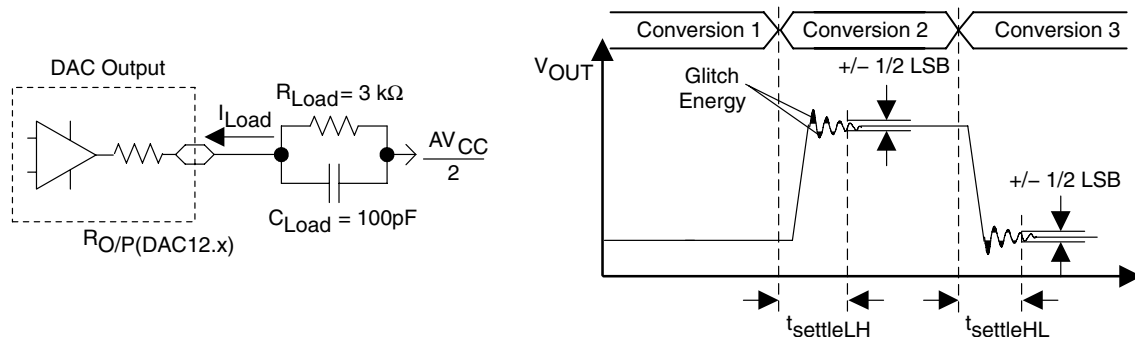 DAC Output
I_Load
R_Load = 3 kΩ
AV_CC
2
C_Load = 100pF
R_O/P(DAC12.x)
Conversion 1
Conversion 2
Conversion 3
V_OUT
Glitch
Energy
+/− 1/2 LSB
+/− 1/2 LSB
t_settleLH
t_settleHL